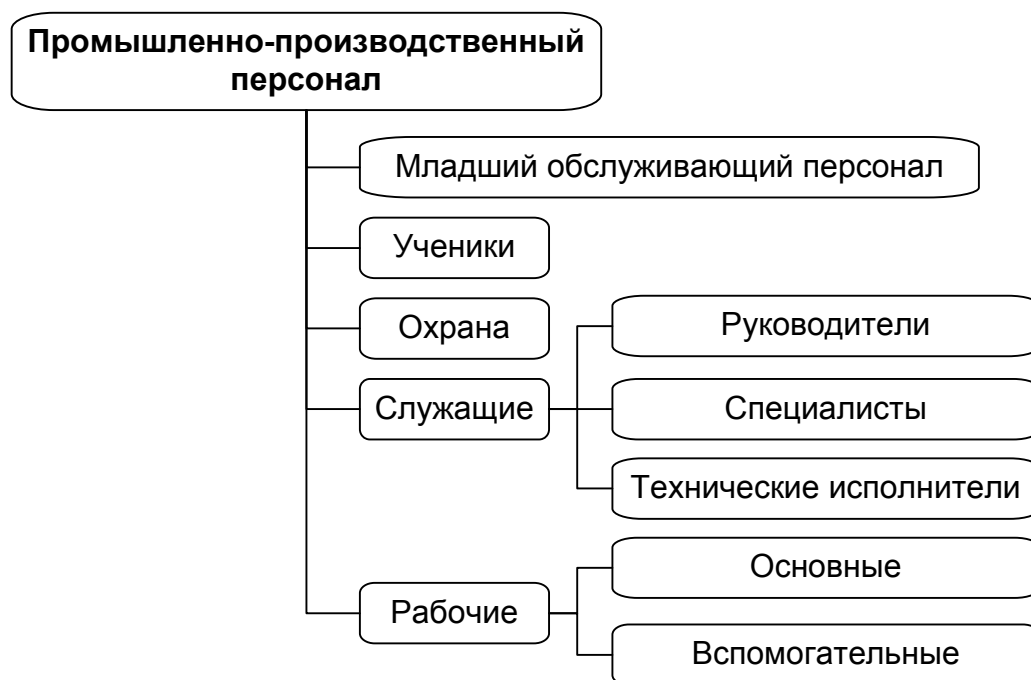 Промышленно-производственный
персонал
Младший обслуживающий персонал
Ученики
Охрана
Служащие
Руководители
Специалисты
Технические исполнители
Рабочие
Основные
Вспомогательные